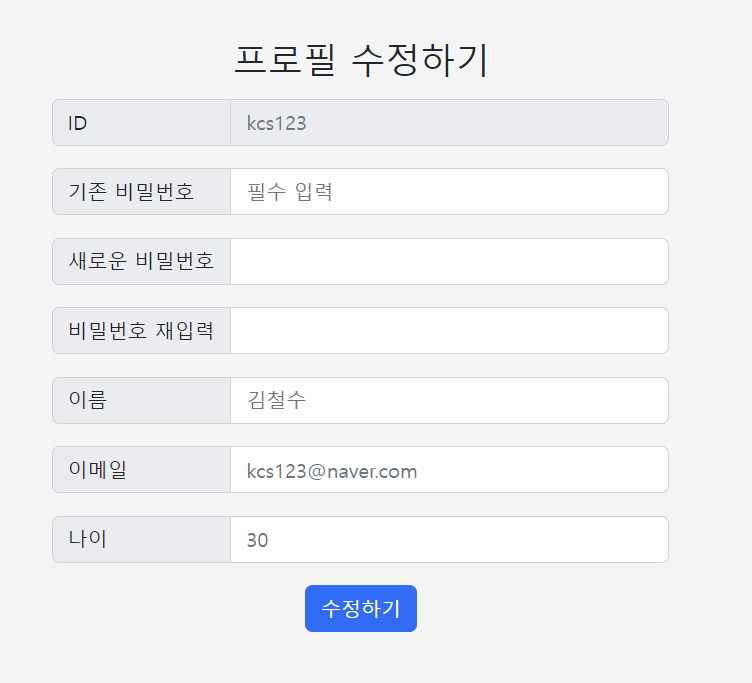 프로필 수정하기
ID kcs123
기존 비밀번호 필수 입력
새로운 비밀번호
비밀번호 재입력
이름 김철수
이메일 kcs123@naver.com
나이 30
수정하기